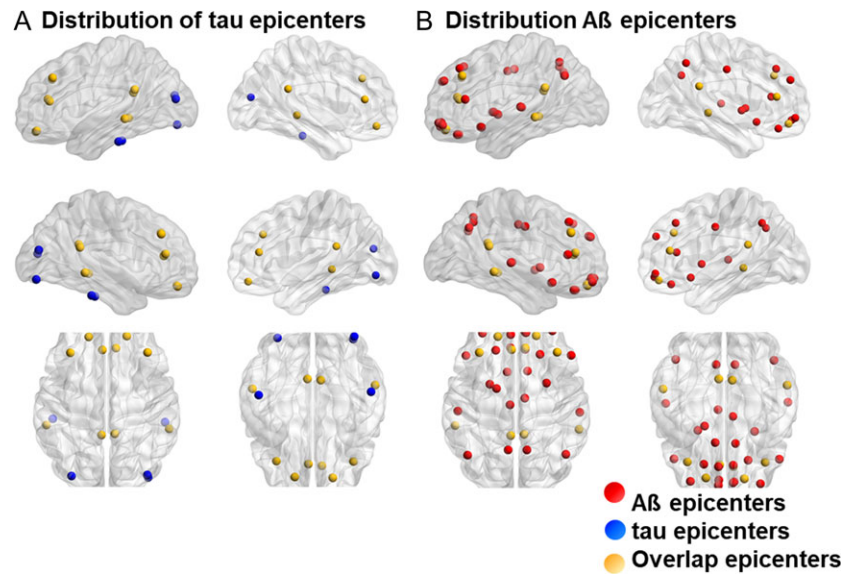 A Distribution of tau epicenters
B Distribution Aß epicenters
Aß epicenters
tau epicenters
Overlap epicenters